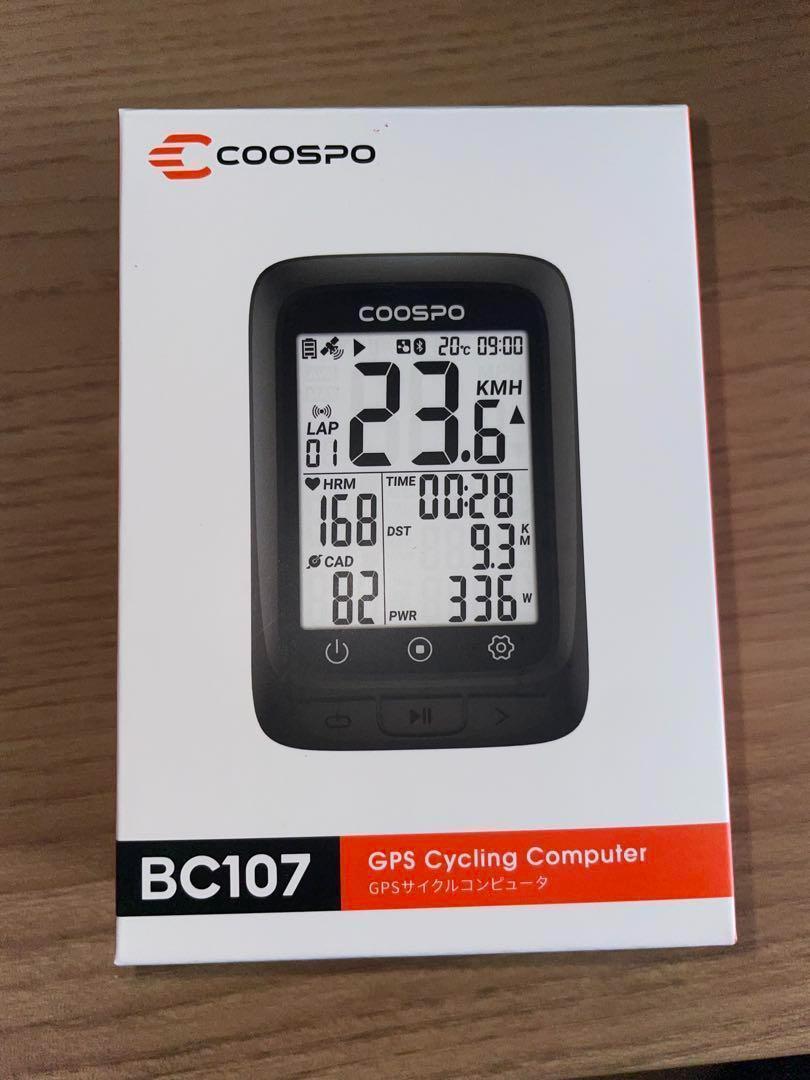 COOSPO
COOSPO
20°C 09:00
23.6 KMH
LAP
01
HRM
168
CAD
82
TIME 00:28
DST 9.3 KM
PWR 336 W
BC107
GPS Cycling Computer
GPSサイクルコンピュータ